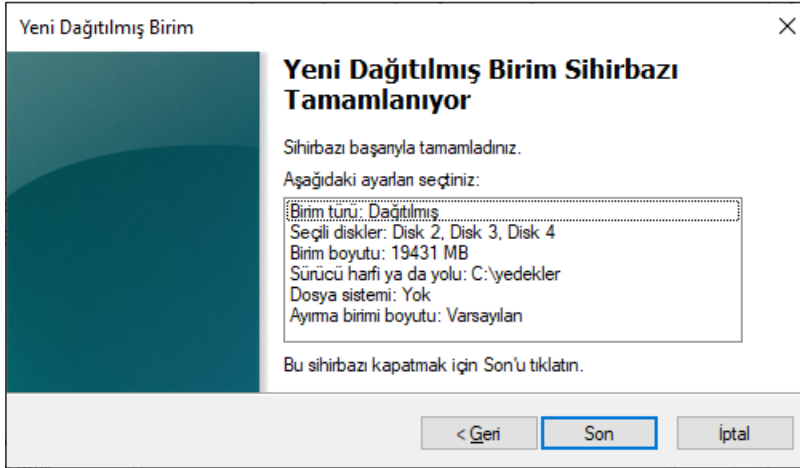 Yeni Dağıtılmış Birim
Yeni Dağıtılmış Birim Sihirbazı
Tamamlanıyor
Sihirbazı başarıyla tamamladınız.
Aşağıdaki ayarları seçtiniz:
Birim türü: Dağıtılmış
Seçili diskler: Disk 2, Disk 3, Disk 4
Birim boyutu: 19431 MB
Sürücü harfi ya da yolu: C:\yedekler
Dosya sistemi: Yok
Ayırma birimi boyutu: Varsayılan
Bu sihirbazı kapatmak için Son'u tıklatın.
< Geri
Son
İptal